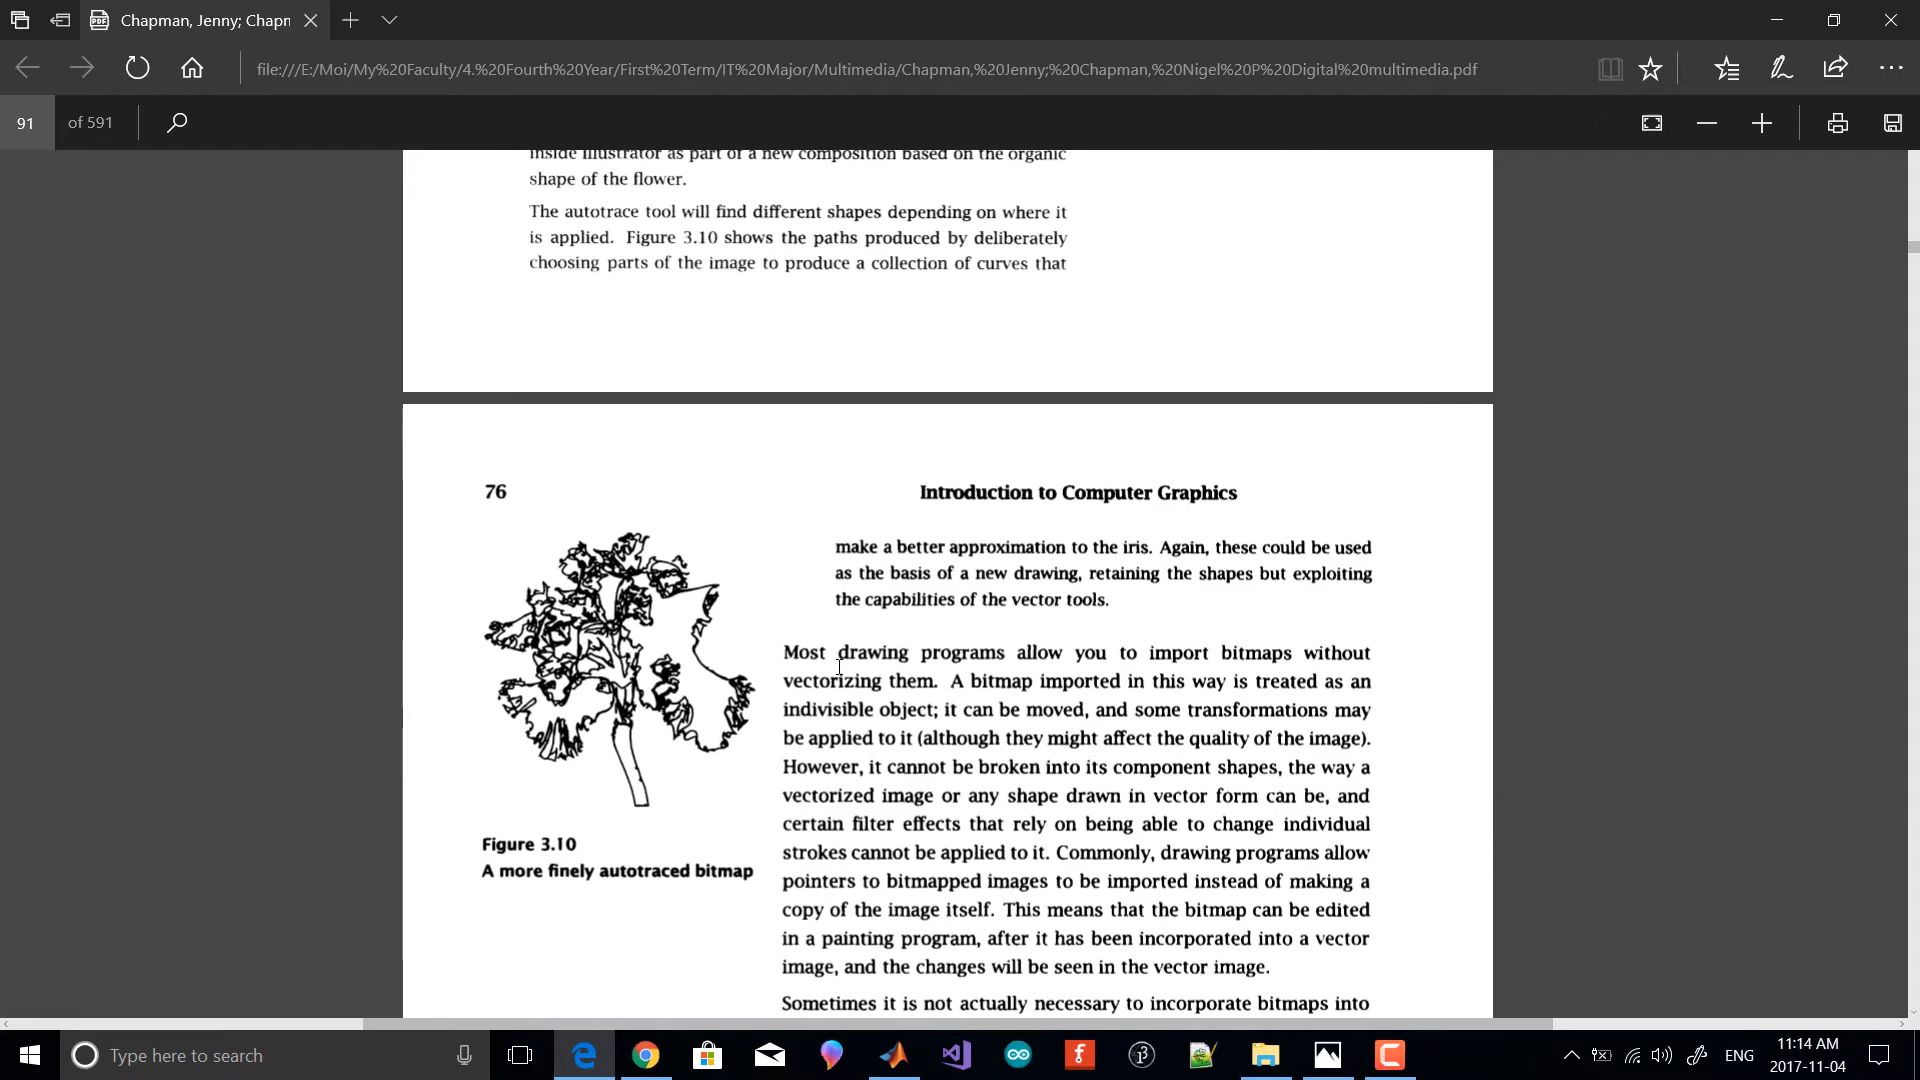 Chapman, Jenny; Chapn
file:///E:/Moi/My%20Faculty/4.%20Fourth%20Year/First%20Term/IT%20Major/Multimedia/Chapman,%20Jenny;%20Chapman,%20Nigel%20P%20Digital%20multimedia.pdf
91 of 591
inside Illustrator as part of a new composition based on the organic
shape of the flower.
The autotrace tool will find different shapes depending on where it
is applied. Figure 3.10 shows the paths produced by deliberately
choosing parts of the image to produce a collection of curves that
76
Introduction to Computer Graphics
make a better approximation to the iris. Again, these could be used
as the basis of a new drawing, retaining the shapes but exploiting
the capabilities of the vector tools.
Most drawing programs allow you to import bitmaps without
vectorizing them. A bitmap imported in this way is treated as an
indivisible object; it can be moved, and some transformations may
be applied to it (although they might affect the quality of the image).
However, it cannot be broken into its component shapes, the way a
vectorized image or any shape drawn in vector form can be, and
certain filter effects that rely on being able to change individual
strokes cannot be applied to it. Commonly, drawing programs allow
pointers to bitmapped images to be imported instead of making a
copy of the image itself. This means that the bitmap can be edited
in a painting program, after it has been incorporated into a vector
image, and the changes will be seen in the vector image.
Sometimes it is not actually necessary to incorporate bitmaps into
Figure 3.10
A more finely autotraced bitmap
Type here to search
ENG
11:14 AM
2017-11-04